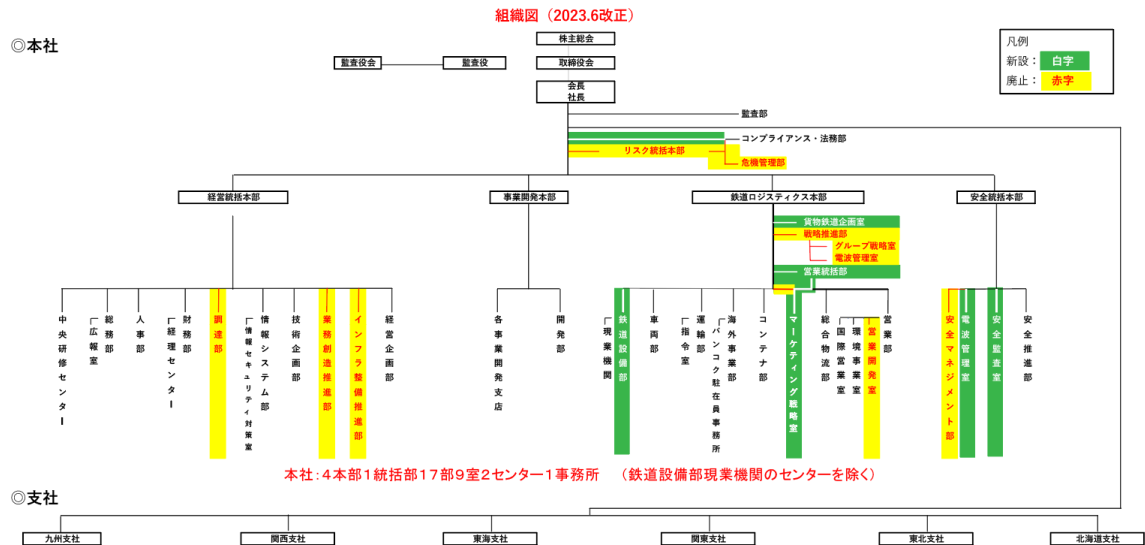 組織図（2023.6改正）
◎本社
株主総会
監査役会
監査役
取締役会
会長
社長
凡例
新設：
白字
廃止：
赤字
監査部
コンプライアンス・法務部
リスク統括本部
危機管理部
経営統括本部
事業開発本部
鉄道ロジスティクス本部
安全統括本部
貨物鉄道企画室
戦略推進部
グループ戦略室
電波管理室
営業統括部
中央研修センター
広報室
総務部
人事部
経理センター
財務部
調達部
情報セキュリティ対策室
情報システム部
技術企画部
業務創造推進部
インフラ整備推進部
経営企画部
各事業開発支店
開発部
現業機関
鉄道設備部
車両部
指令室
運輸部
バンコク駐在員事務所
海外事業部
コンテナ部
マーケティング戦略室
総合物流部
国際営業室
環境事業室
営業開発室
営業部
安全マネジメント部
電波管理室
安全監査室
安全推進部
本社：4本部1統括部17部9室2センター1事務所　（鉄道設備部現業機関のセンターを除く）
◎支社
九州支社
関西支社
東海支社
関東支社
東北支社
北海道支社